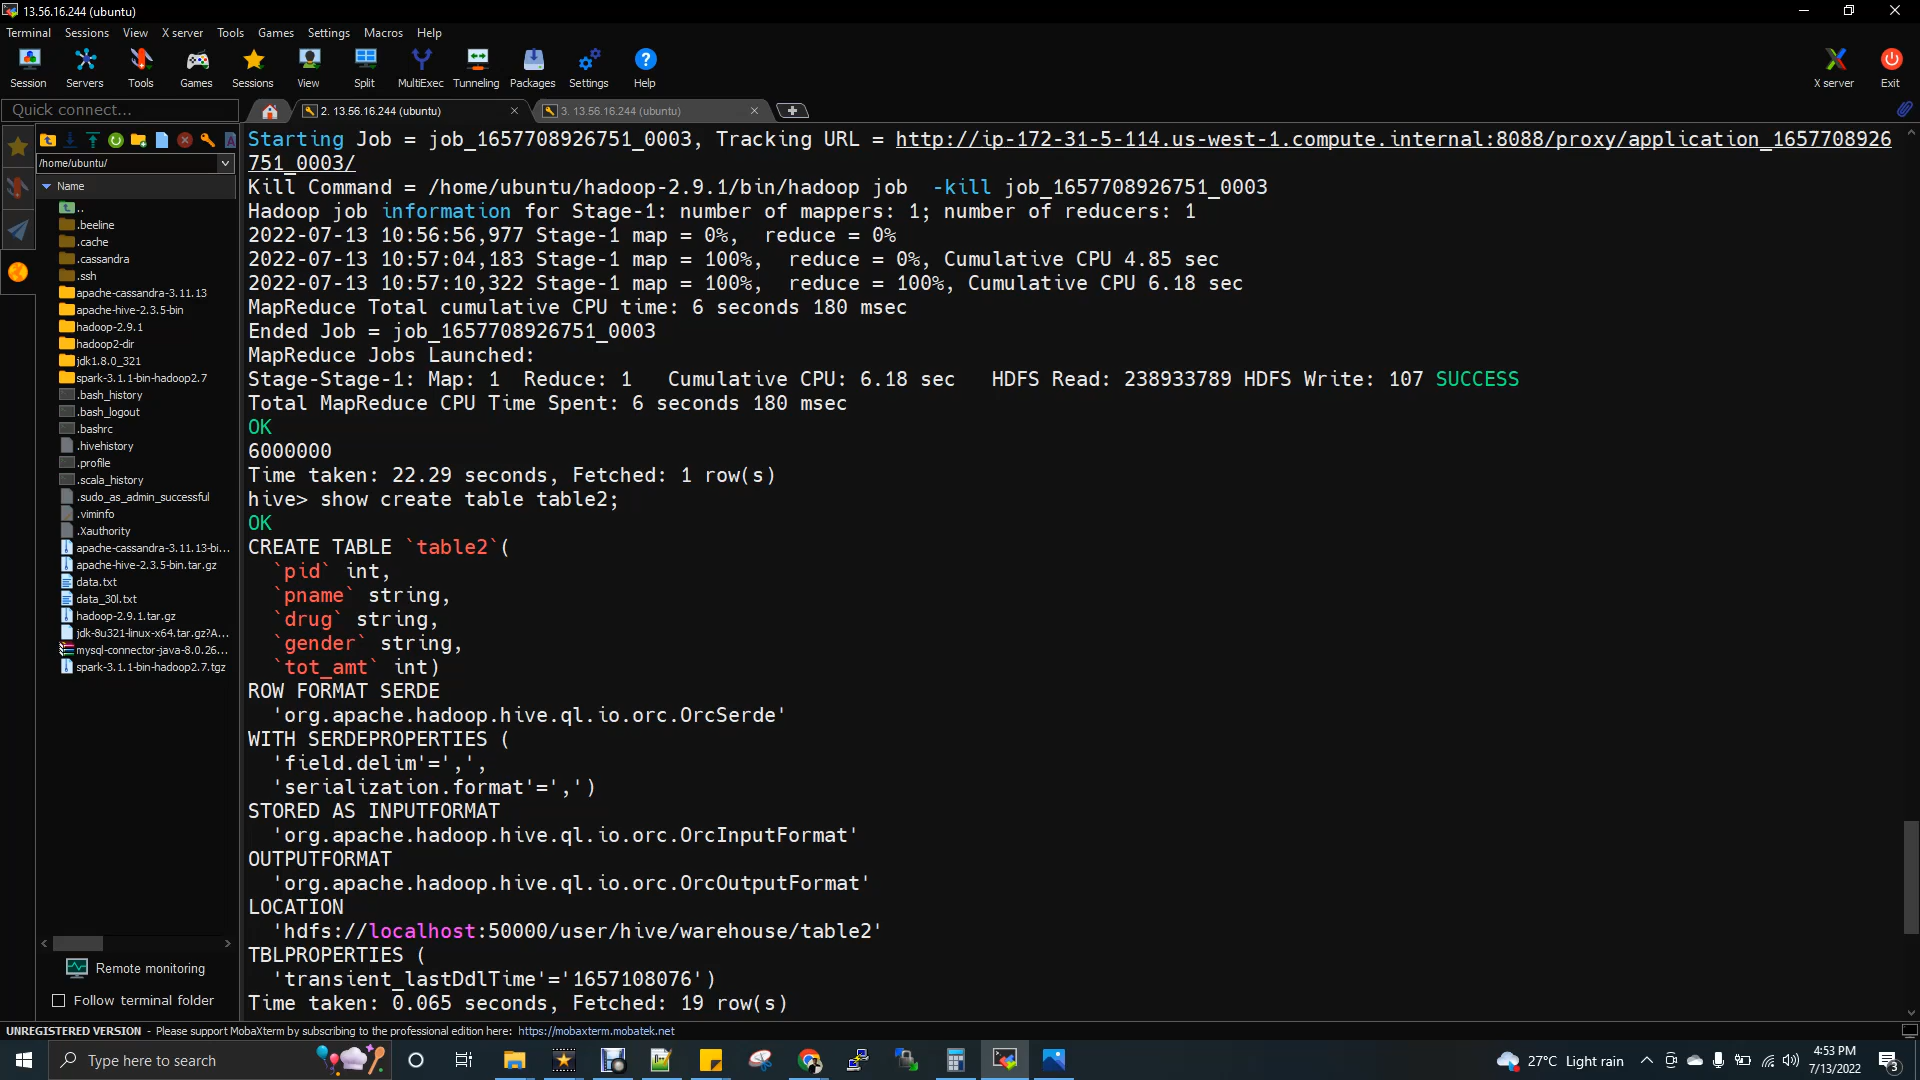 13.56.16.244 (ubuntu)
Terminal Sessions View X server Tools Games Settings Macros Help
Session Servers Tools Games Sessions View Split MultiExec Tunneling Packages Settings Help X server Exit
Quick connect...
2. 13.56.16.244 (ubuntu)
3. 13.56.16.244 (ubuntu)
/home/ubuntu/
Name
..
.beeline
.cache
.cassandra
.ssh
apache-cassandra-3.11.13
apache-hive-2.3.5-bin
hadoop-2.9.1
hadoop2-dir
jdk1.8.0_321
spark-3.1.1-bin-hadoop2.7
.bash_history
.bash_logout
.bashrc
.hivehistory
.profile
.scala_history
.sudo_as_admin_successful
.viminfo
.Xauthority
apache-cassandra-3.11.13-bi...
apache-hive-2.3.5-bin.tar.gz
data.txt
data_30l.txt
hadoop-2.9.1.tar.gz
jdk-8u321-linux-x64.tar.gz?A...
mysql-connector-java-8.0.26...
spark-3.1.1-bin-hadoop2.7.tgz
Remote monitoring
Follow terminal folder
Starting Job = job_1657708926751_0003, Tracking URL = http://ip-172-31-5-114.us-west-1.compute.internal:8088/proxy/application_1657708926
751_0003/
Kill Command = /home/ubuntu/hadoop-2.9.1/bin/hadoop job  -kill job_1657708926751_0003
Hadoop job information for Stage-1: number of mappers: 1; number of reducers: 1
2022-07-13 10:56:56,977 Stage-1 map = 0%,  reduce = 0%
2022-07-13 10:57:04,183 Stage-1 map = 100%,  reduce = 0%, Cumulative CPU 4.85 sec
2022-07-13 10:57:10,322 Stage-1 map = 100%,  reduce = 100%, Cumulative CPU 6.18 sec
MapReduce Total cumulative CPU time: 6 seconds 180 msec
Ended Job = job_1657708926751_0003
MapReduce Jobs Launched:
Stage-Stage-1: Map: 1  Reduce: 1   Cumulative CPU: 6.18 sec   HDFS Read: 238933789 HDFS Write: 107 SUCCESS
Total MapReduce CPU Time Spent: 6 seconds 180 msec
OK
6000000
Time taken: 22.29 seconds, Fetched: 1 row(s)
hive> show create table table2;
OK
CREATE TABLE `table2`(
  `pid` int,
  `pname` string,
  `drug` string,
  `gender` string,
  `tot_amt` int)
ROW FORMAT SERDE
  'org.apache.hadoop.hive.ql.io.orc.OrcSerde'
WITH SERDEPROPERTIES (
  'field.delim'=',',
  'serialization.format'=',')
STORED AS INPUTFORMAT
  'org.apache.hadoop.hive.ql.io.orc.OrcInputFormat'
OUTPUTFORMAT
  'org.apache.hadoop.hive.ql.io.orc.OrcOutputFormat'
LOCATION
  'hdfs://localhost:50000/user/hive/warehouse/table2'
TBLPROPERTIES (
  'transient_lastDdlTime'='1657108076')
Time taken: 0.065 seconds, Fetched: 19 row(s)
UNREGISTERED VERSION - Please support MobaXterm by subscribing to the professional edition here: https://mobaxterm.mobatek.net
Type here to search
27°C Light rain
4:53 PM
7/13/2022
3